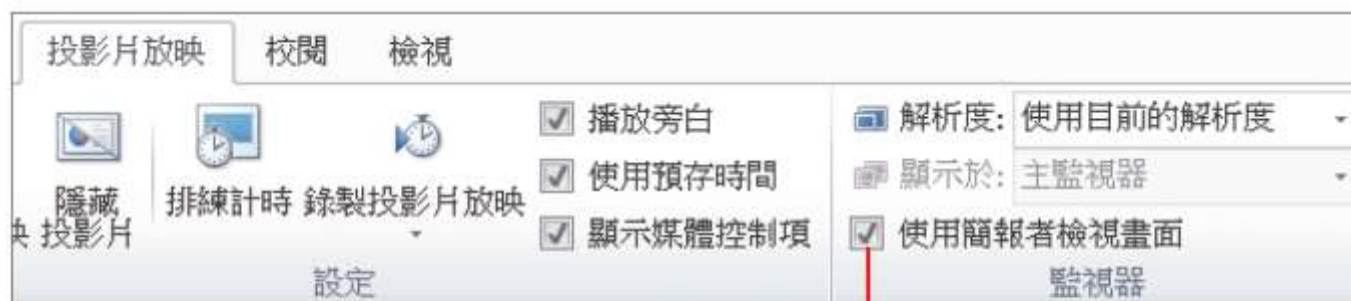 投影片放映 校閱 檢視
隱藏
投影片
排練計時
錄製投影片放映
播放旁白
使用預存時間
顯示媒體控制項
設定
解析度: 使用目前的解析度
顯示於: 主監視器
使用簡報者檢視畫面
監視器